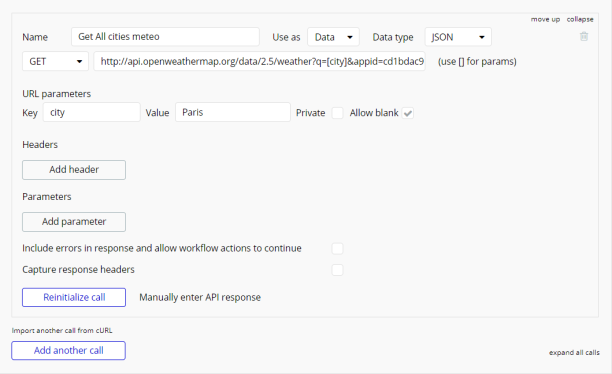 move up collapse
Name Get All cities meteo Use as Data Data type JSON
GET http://api.openweathermap.org/data/2.5/weather?q=[city]&appid=cd1bdac9 (use [] for params)
URL parameters
Key city Value Paris Private Allow blank
Headers
Add header
Parameters
Add parameter
Include errors in response and allow workflow actions to continue
Capture response headers
Reinitialize call Manually enter API response
Import another call from cURL
Add another call
expand all calls